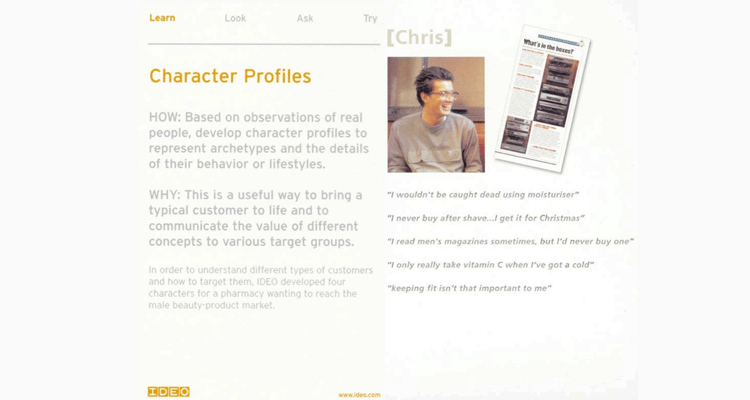 Learn Look Ask Try
Character Profiles
HOW: Based on observations of real
people, develop character profiles to
represent archetypes and the details
of their behavior or lifestyles.
WHY: This is a useful way to bring a
typical customer to life and to
communicate the value of different
concepts to various target groups.
In order to understand different types of customers
and how to target them, IDEO developed four
characters for a pharmacy wanting to reach the
male beauty-product market.
IDEO
www.ideo.com
[Chris]
What's in the boxes?
"I wouldn't be caught dead using moisturiser"
"I never buy after shave...I get it for Christmas"
"I read men's magazines sometimes, but I'd never buy one"
"I only really take vitamin C when I've got a cold"
"keeping fit isn't that important to me"